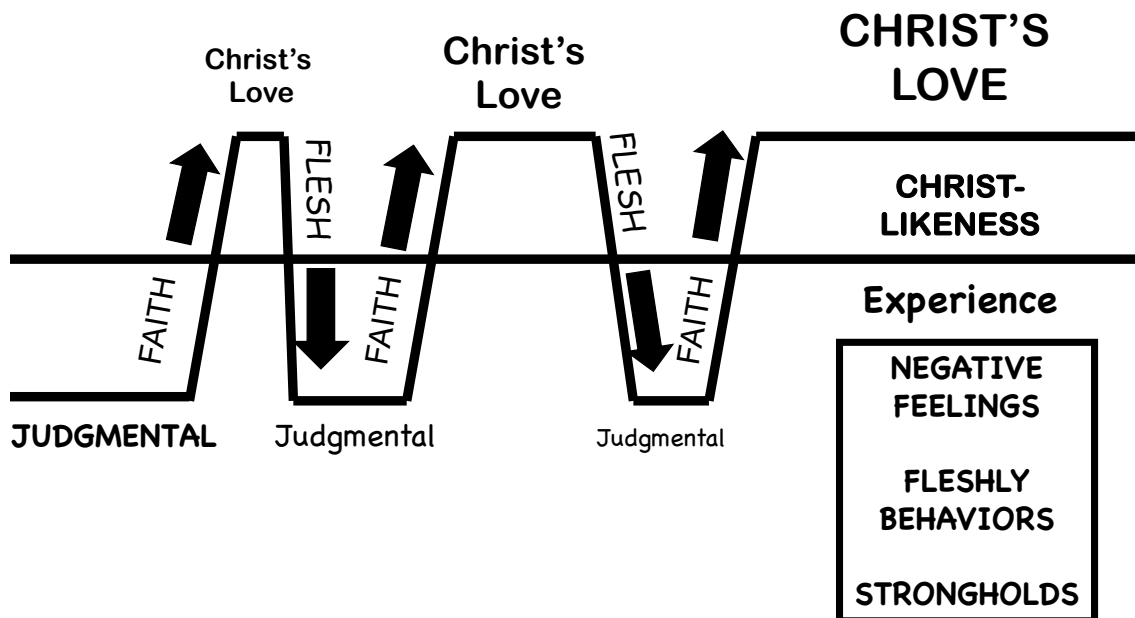 Christ's
Love
Christ's
Love
CHRIST'S
LOVE
FAITH
FLESH
FAITH
FLESH
FAITH
CHRIST-
LIKENESS
Experience
JUDGMENTAL
Judgmental
Judgmental
NEGATIVE
FEELINGS
FLESHLY
BEHAVIORS
STRONGHOLDS